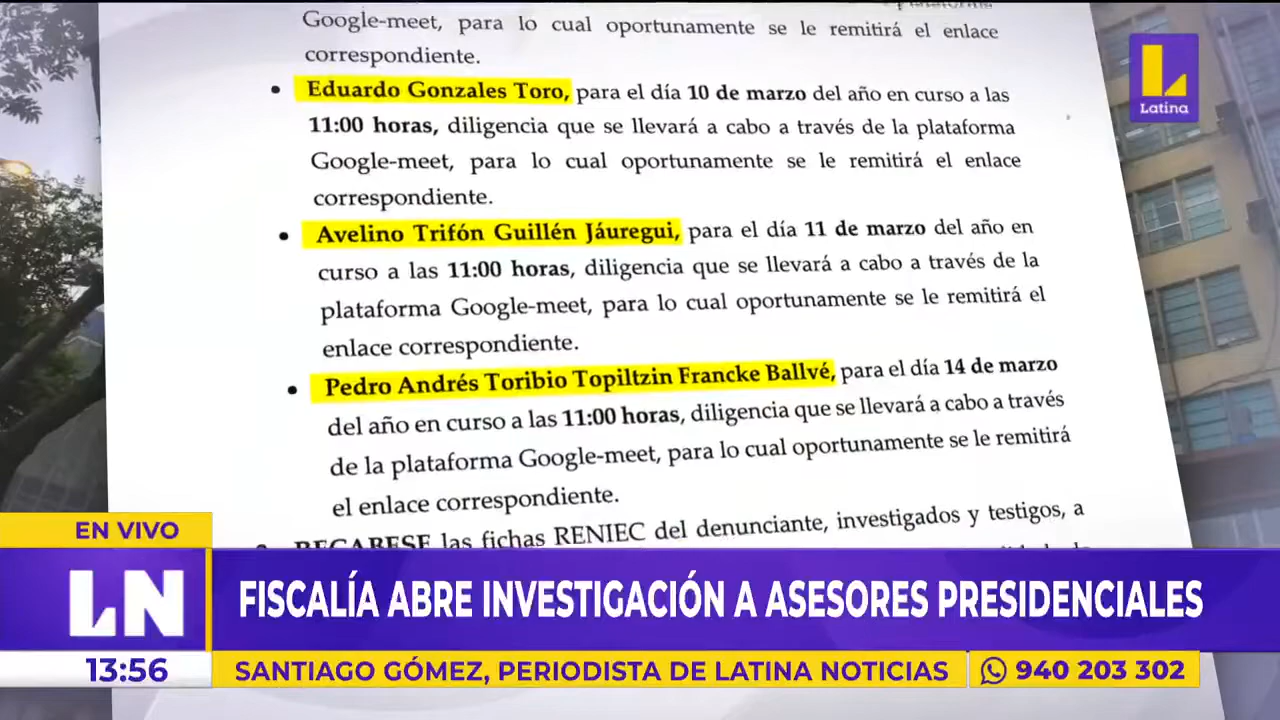 Google-meet, para lo cual oportunamente se le remitirá el enlace
correspondiente.
• Eduardo Gonzales Toro, para el día 10 de marzo del año en curso a las
11:00 horas, diligencia que se llevará a cabo a través de la plataforma
Google-meet, para lo cual oportunamente se le remitirá el enlace
correspondiente.
• Avelino Trifón Guillén Jáuregui, para el día 11 de marzo del año en
curso a las 11:00 horas, diligencia que se llevará a cabo a través de la
plataforma Google-meet, para lo cual oportunamente se le remitirá el
enlace correspondiente.
• Pedro Andrés Toribio Topiltzin Francke Ballvé, para el día 14 de marzo
del año en curso a las 11:00 horas, diligencia que se llevará a cabo a través
de la plataforma Google-meet, para lo cual oportunamente se le remitirá
el enlace correspondiente.
RECABESE las fichas RENIEC del denunciante, investigados y testigos, a
Latina
EN VIVO
LN
FISCALÍA ABRE INVESTIGACIÓN A ASESORES PRESIDENCIALES
13:56
SANTIAGO GÓMEZ, PERIODISTA DE LATINA NOTICIAS
940 203 302